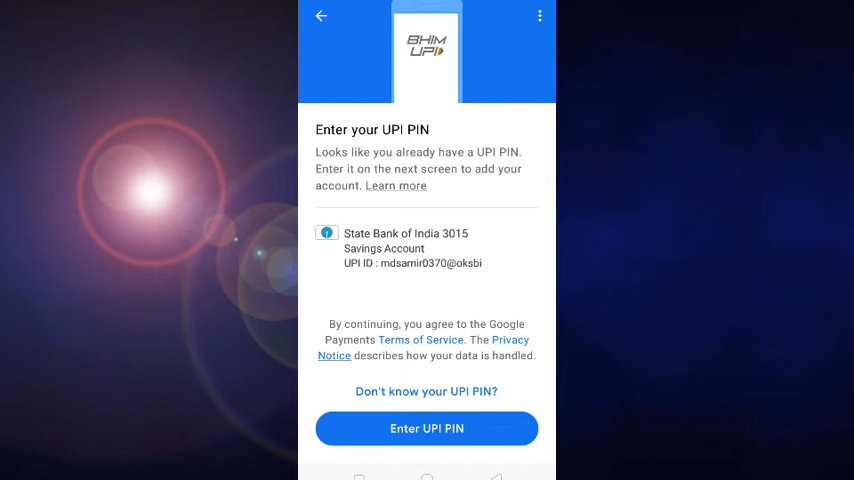 BHIM
UPI
Enter your UPI PIN
Looks like you already have a UPI PIN.
Enter it on the next screen to add your
account. Learn more
State Bank of India 3015
Savings Account
UPI ID : mdsamir0370@oksbi
By continuing, you agree to the Google
Payments Terms of Service. The Privacy
Notice describes how your data is handled.
Don't know your UPI PIN?
Enter UPI PIN